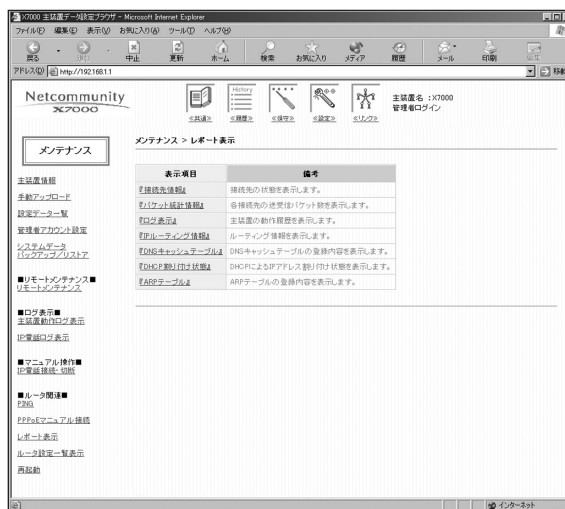 X7000 主装置データ設定ブラウザ - Microsoft Internet Explorer
ファイル(F) 編集(E) 表示(V) お気に入り(A) ツール(T) ヘルプ(H)
戻る 進む 中止 更新 ホーム 検索 お気に入り メディア 履歴 メール 印刷
アドレス(D) http://192.168.1.1 移動
Netcommunity
X7000
History
≪共通≫ ≪履歴≫ ≪保守≫ ≪設定≫ ≪リンク≫
主装置名 :X7000
管理者ログイン
メンテナンス
メンテナンス > レポート表示
表示項目 備考
『接続先情報』 接続先の状態を表示します。
『パケット統計情報』 各接続先の送受信パケット数を表示します。
『ログ表示』 主装置の動作履歴を表示します。
『IPルーティング情報』 ルーティング情報を表示します。
『DNSキャッシュテーブル』 DNSキャッシュテーブルの登録内容を表示します。
『DHCP割り付け状態』 DHCPによるIPアドレス割り付け状態を表示します。
『ARPテーブル』 ARPテーブルの登録内容を表示します。
主装置情報
手動アップロード
設定データ一覧
管理者アカウント設定
システムデータ
バックアップ/リストア
■リモートメンテナンス■
リモートメンテナンス
■ログ表示■
主装置動作ログ表示
IP電話ログ表示
■マニュアル操作■
IP電話接続・切断
■ルータ関連■
PING
PPPoEマニュアル接続
レポート表示
ルータ設定一覧表示
再起動
インターネット